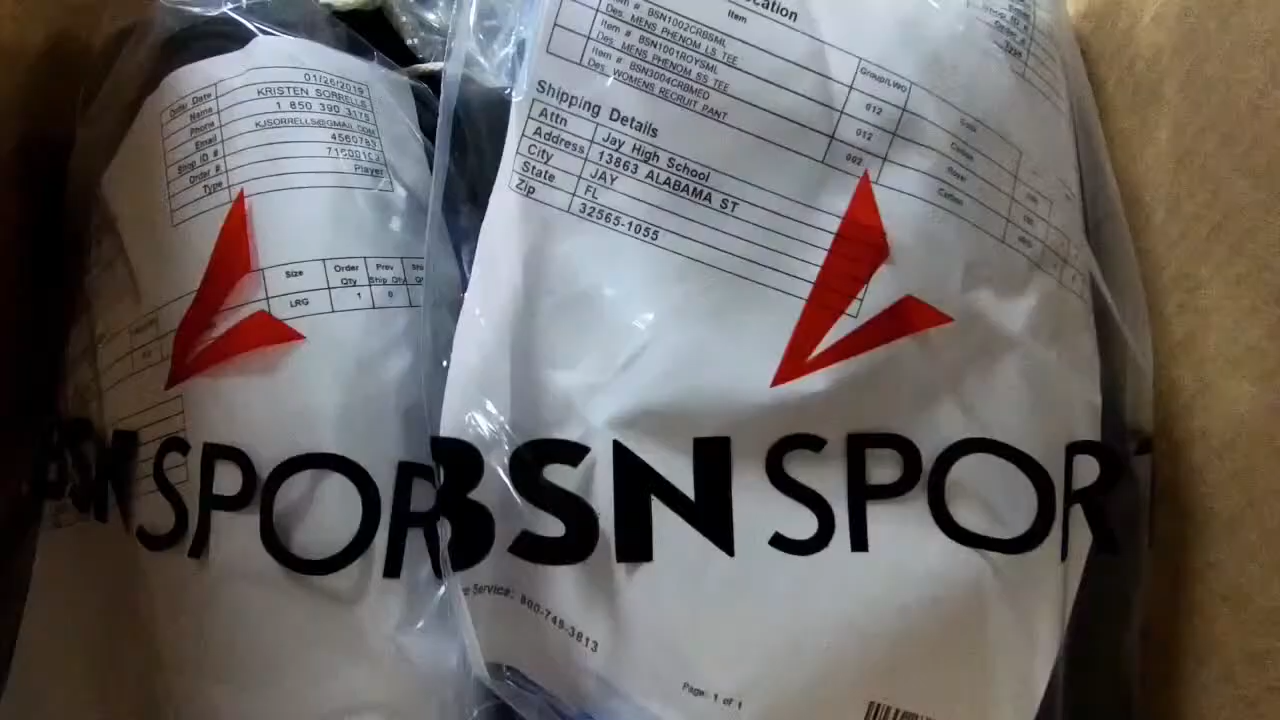 Order Date 01/26/2019
Name KRISTEN SORRELLS
Phone 1 850 390 3175
Email KJSORRELLS@GMAIL.COM
Shop ID # 4560783
Order #
Type Player
Size Order Qty Prev Ship Qty
LRG 1 0
BSN SPOR
Item
Item # BSN1002CRBSML
Des. MENS PHENOM LS TEE
Item # BSN1001ROYSML
Des. MENS PHENOM SS TEE
Item # BSN3004CRBMED
Des. WOMENS RECRUIT PANT
Group/LWO
012
012
002
Shipping Details
Attn Jay High School
Address 13863 ALABAMA ST
City JAY
State FL
Zip 32565-1055
BSN SPOR
Service#: 800-749-3813
Page: 1 of 1